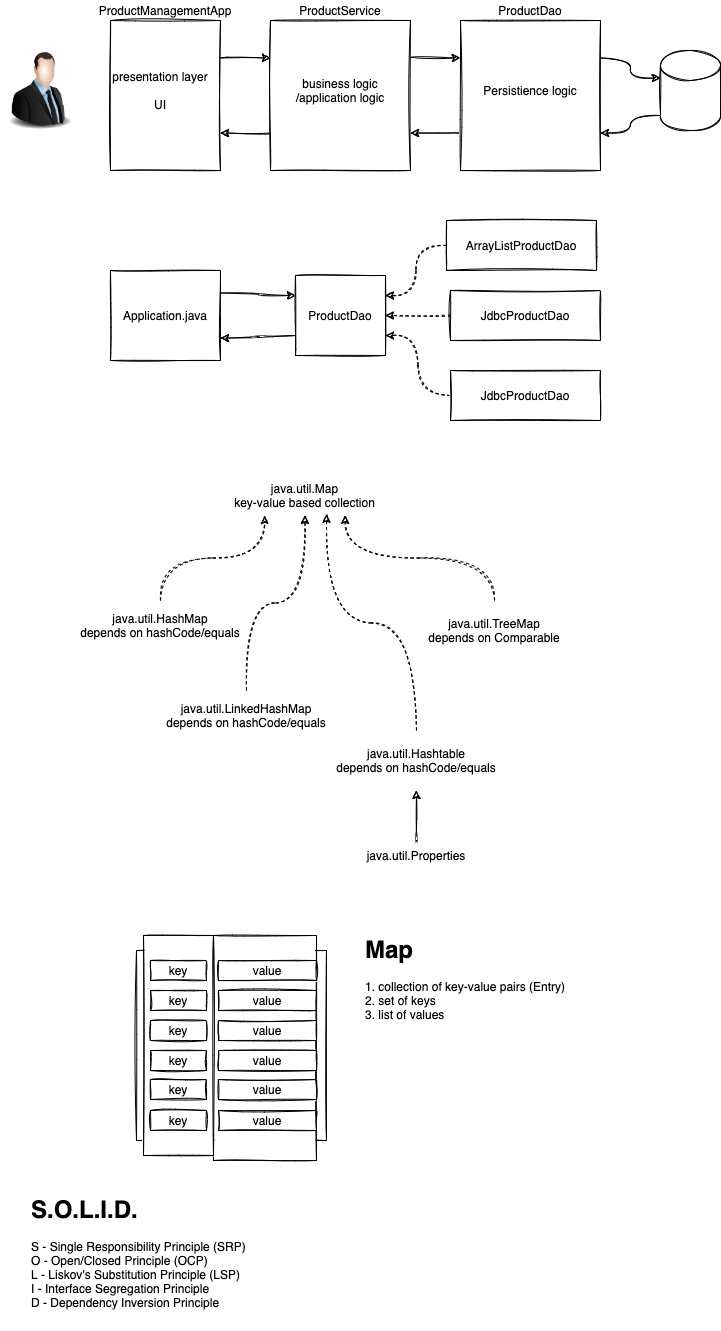 ProductManagementApp
ProductService
ProductDao
presentation layer
UI
business logic
/application logic
Persistience logic
ArrayListProductDao
Application.java
ProductDao
JdbcProductDao
JdbcProductDao
java.util.Map
key-value based collection
java.util.HashMap
depends on hashCode/equals
java.util.TreeMap
depends on Comparable
java.util.LinkedHashMap
depends on hashCode/equals
java.util.Hashtable
depends on hashCode/equals
java.util.Properties
Map
key value
key value
key value
key value
key value
key value
1. collection of key-value pairs (Entry)
2. set of keys
3. list of values
S.O.L.I.D.
S - Single Responsibility Principle (SRP)
O - Open/Closed Principle (OCP)
L - Liskov's Substitution Principle (LSP)
I - Interface Segregation Principle
D - Dependency Inversion Principle